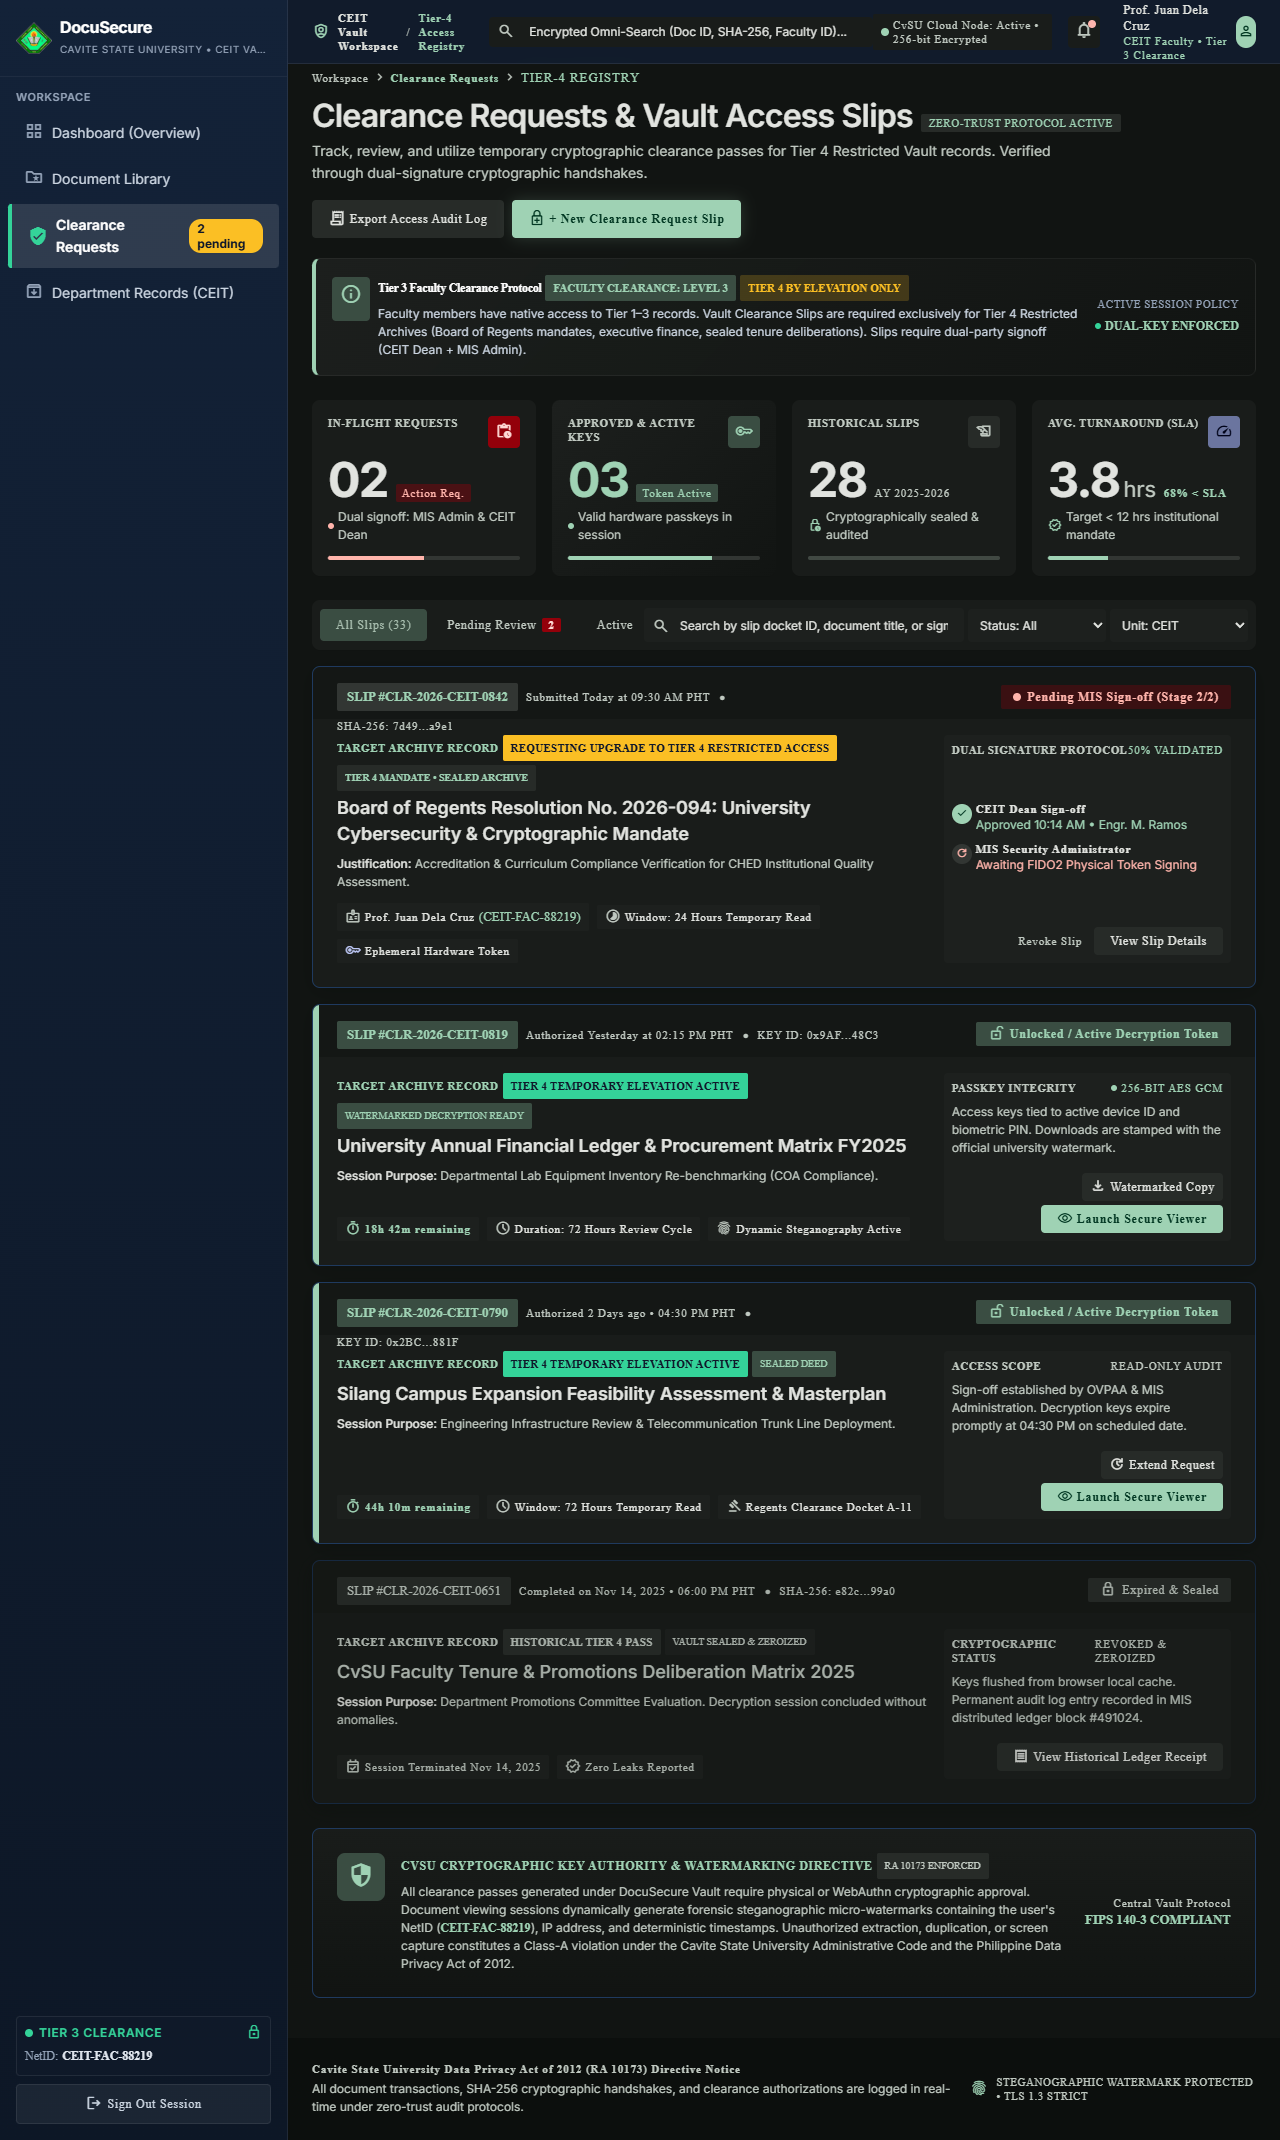 DocuSecure
CAVITE STATE UNIVERSITY • CEIT VA...
WORKSPACE
Dashboard (Overview)
Document Library
Clearance Requests
2 pending
Department Records (CEIT)
TIER 3 CLEARANCE
NetID: CEIT-FAC-88219
Sign Out Session
CEIT Vault Workspace / Tier-4 Access Registry
Encrypted Omni-Search (Doc ID, SHA-256, Faculty ID)...
CvSU Cloud Node: Active • 256-bit Encrypted
Prof. Juan Dela Cruz
CEIT Faculty • Tier 3 Clearance
Workspace > Clearance Requests > TIER-4 REGISTRY
Clearance Requests & Vault Access Slips ZERO-TRUST PROTOCOL ACTIVE
Track, review, and utilize temporary cryptographic clearance passes for Tier 4 Restricted Vault records. Verified
through dual-signature cryptographic handshakes.
Export Access Audit Log
+ New Clearance Request Slip
Tier 3 Faculty Clearance Protocol FACULTY CLEARANCE: LEVEL 3 TIER 4 BY ELEVATION ONLY
Faculty members have native access to Tier 1–3 records. Vault Clearance Slips are required exclusively for Tier 4 Restricted
Archives (Board of Regents mandates, executive finance, sealed tenure deliberations). Slips require dual-party signoff
(CEIT Dean + MIS Admin).
ACTIVE SESSION POLICY
DUAL-KEY ENFORCED
IN-FLIGHT REQUESTS
02 Action Req.
Dual signoff: MIS Admin & CEIT
Dean
APPROVED & ACTIVE
KEYS
03 Token Active
Valid hardware passkeys in
session
HISTORICAL SLIPS
28 AY 2025-2026
Cryptographically sealed &
audited
AVG. TURNAROUND (SLA)
3.8 hrs 68% < SLA
Target < 12 hrs institutional
mandate
All Slips (33)
Pending Review 2
Active
Search by slip docket ID, document title, or sign
Status: All
Unit: CEIT
SLIP #CLR-2026-CEIT-0842 Submitted Today at 09:30 AM PHT •
SHA-256: 7d49...a9e1
Pending MIS Sign-off (Stage 2/2)
TARGET ARCHIVE RECORD REQUESTING UPGRADE TO TIER 4 RESTRICTED ACCESS
TIER 4 MANDATE • SEALED ARCHIVE
Board of Regents Resolution No. 2026-094: University
Cybersecurity & Cryptographic Mandate
Justification: Accreditation & Curriculum Compliance Verification for CHED Institutional Quality
Assessment.
Prof. Juan Dela Cruz (CEIT-FAC-88219)
Window: 24 Hours Temporary Read
Ephemeral Hardware Token
DUAL SIGNATURE PROTOCOL 50% VALIDATED
CEIT Dean Sign-off
Approved 10:14 AM • Engr. M. Ramos
MIS Security Administrator
Awaiting FIDO2 Physical Token Signing
Revoke Slip
View Slip Details
SLIP #CLR-2026-CEIT-0819 Authorized Yesterday at 02:15 PM PHT • KEY ID: 0x9AF...48C3
Unlocked / Active Decryption Token
TARGET ARCHIVE RECORD TIER 4 TEMPORARY ELEVATION ACTIVE
WATERMARKED DECRYPTION READY
University Annual Financial Ledger & Procurement Matrix FY2025
Session Purpose: Departmental Lab Equipment Inventory Re-benchmarking (COA Compliance).
18h 42m remaining
Duration: 72 Hours Review Cycle
Dynamic Steganography Active
PASSKEY INTEGRITY • 256-BIT AES GCM
Access keys tied to active device ID and
biometric PIN. Downloads are stamped with the
official university watermark.
Watermarked Copy
Launch Secure Viewer
SLIP #CLR-2026-CEIT-0790 Authorized 2 Days ago • 04:30 PM PHT •
KEY ID: 0x2BC...881F
Unlocked / Active Decryption Token
TARGET ARCHIVE RECORD TIER 4 TEMPORARY ELEVATION ACTIVE SEALED DEED
Silang Campus Expansion Feasibility Assessment & Masterplan
Session Purpose: Engineering Infrastructure Review & Telecommunication Trunk Line Deployment.
44h 10m remaining
Window: 72 Hours Temporary Read
Regents Clearance Docket A-11
ACCESS SCOPE READ-ONLY AUDIT
Sign-off established by OVPAA & MIS
Administration. Decryption keys expire
promptly at 04:30 PM on scheduled date.
Extend Request
Launch Secure Viewer
SLIP #CLR-2026-CEIT-0651 Completed on Nov 14, 2025 • 06:00 PM PHT • SHA-256: e82c...99a0
Expired & Sealed
TARGET ARCHIVE RECORD HISTORICAL TIER 4 PASS VAULT SEALED & ZEROIZED
CvSU Faculty Tenure & Promotions Deliberation Matrix 2025
Session Purpose: Department Promotions Committee Evaluation. Decryption session concluded without
anomalies.
Session Terminated Nov 14, 2025
Zero Leaks Reported
CRYPTOGRAPHIC STATUS
REVOKED & ZEROIZED
Keys flushed from browser local cache.
Permanent audit log entry recorded in MIS
distributed ledger block #491024.
View Historical Ledger Receipt
CVSU CRYPTOGRAPHIC KEY AUTHORITY & WATERMARKING DIRECTIVE RA 10173 ENFORCED
All clearance passes generated under DocuSecure Vault require physical or WebAuthn cryptographic approval.
Document viewing sessions dynamically generate forensic steganographic micro-watermarks containing the user's
NetID (CEIT-FAC-88219), IP address, and deterministic timestamps. Unauthorized extraction, duplication, or screen
capture constitutes a Class-A violation under the Cavite State University Administrative Code and the Philippine Data
Privacy Act of 2012.
Central Vault Protocol
FIPS 140-3 COMPLIANT
Cavite State University Data Privacy Act of 2012 (RA 10173) Directive Notice
All document transactions, SHA-256 cryptographic handshakes, and clearance authorizations are logged in real-
time under zero-trust audit protocols.
STEGANOGRAPHIC WATERMARK PROTECTED
• TLS 1.3 STRICT